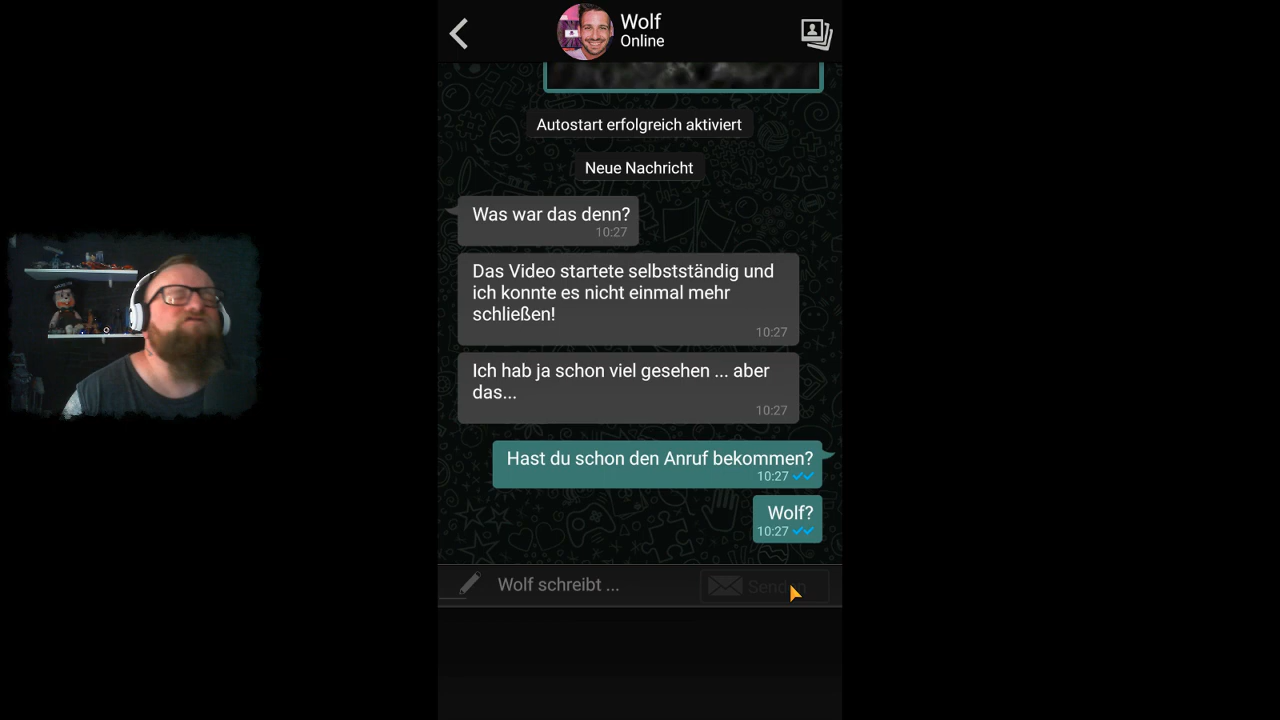 Wolf
Online
Autostart erfolgreich aktiviert
Neue Nachricht
Was war das denn?
10:27
Das Video startete selbstständig und
ich konnte es nicht einmal mehr
schließen!
10:27
Ich hab ja schon viel gesehen ... aber
das...
10:27
Hast du schon den Anruf bekommen?
10:27
Wolf?
10:27
Wolf schreibt ...
Senden